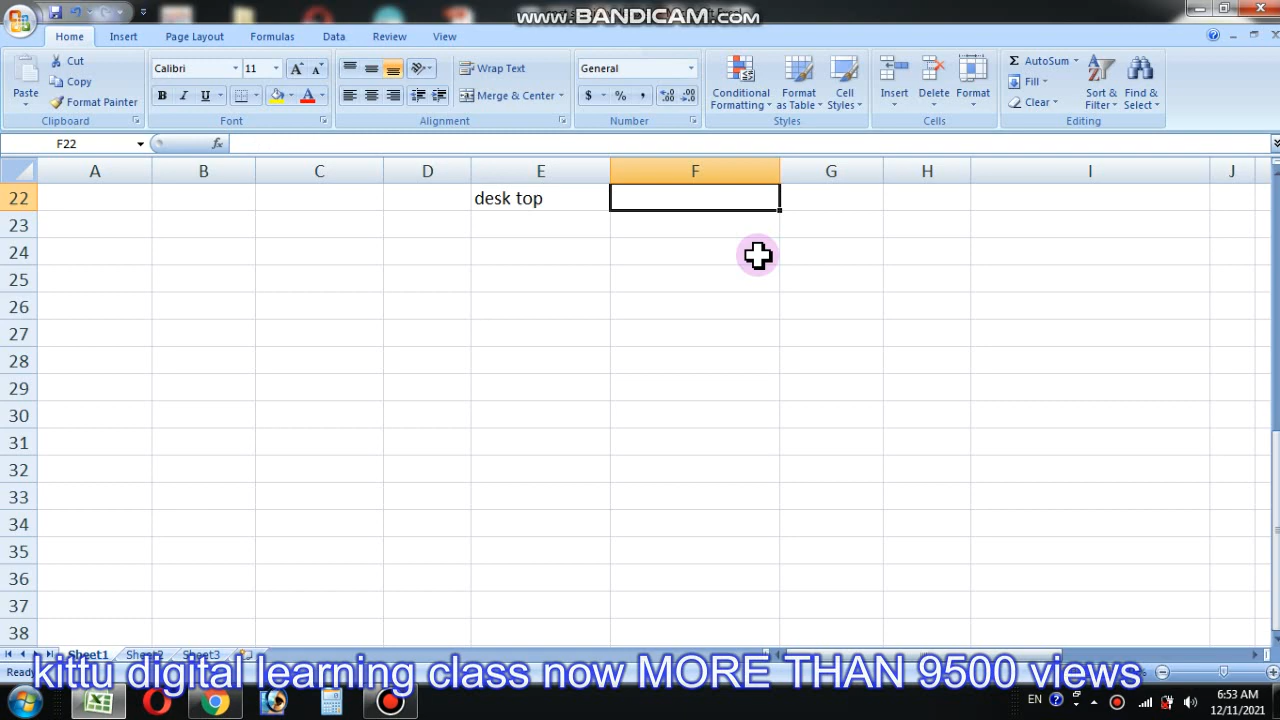 www.BANDICAM.com
Home Insert Page Layout Formulas Data Review View
Cut
Copy
Format Painter
Paste
Clipboard
Calibri 11
B I U A A A
Font
Wrap Text
Merge & Center
Alignment
General
$ % ,
Number
Conditional Formatting
Format as Table
Cell Styles
Styles
Insert Delete Format
Cells
Σ AutoSum
Fill
Clear
Sort & Filter
Find & Select
Editing
F22 fx
A B C D E F G H I J
22 desk top
23
24
25
26
27
28
29
30
31
32
33
34
35
36
37
38
Sheet1 Sheet2 Sheet3
Ready
kittu digital learning class now MORE THAN 9500 views
EN 6:53 AM
12/11/2021